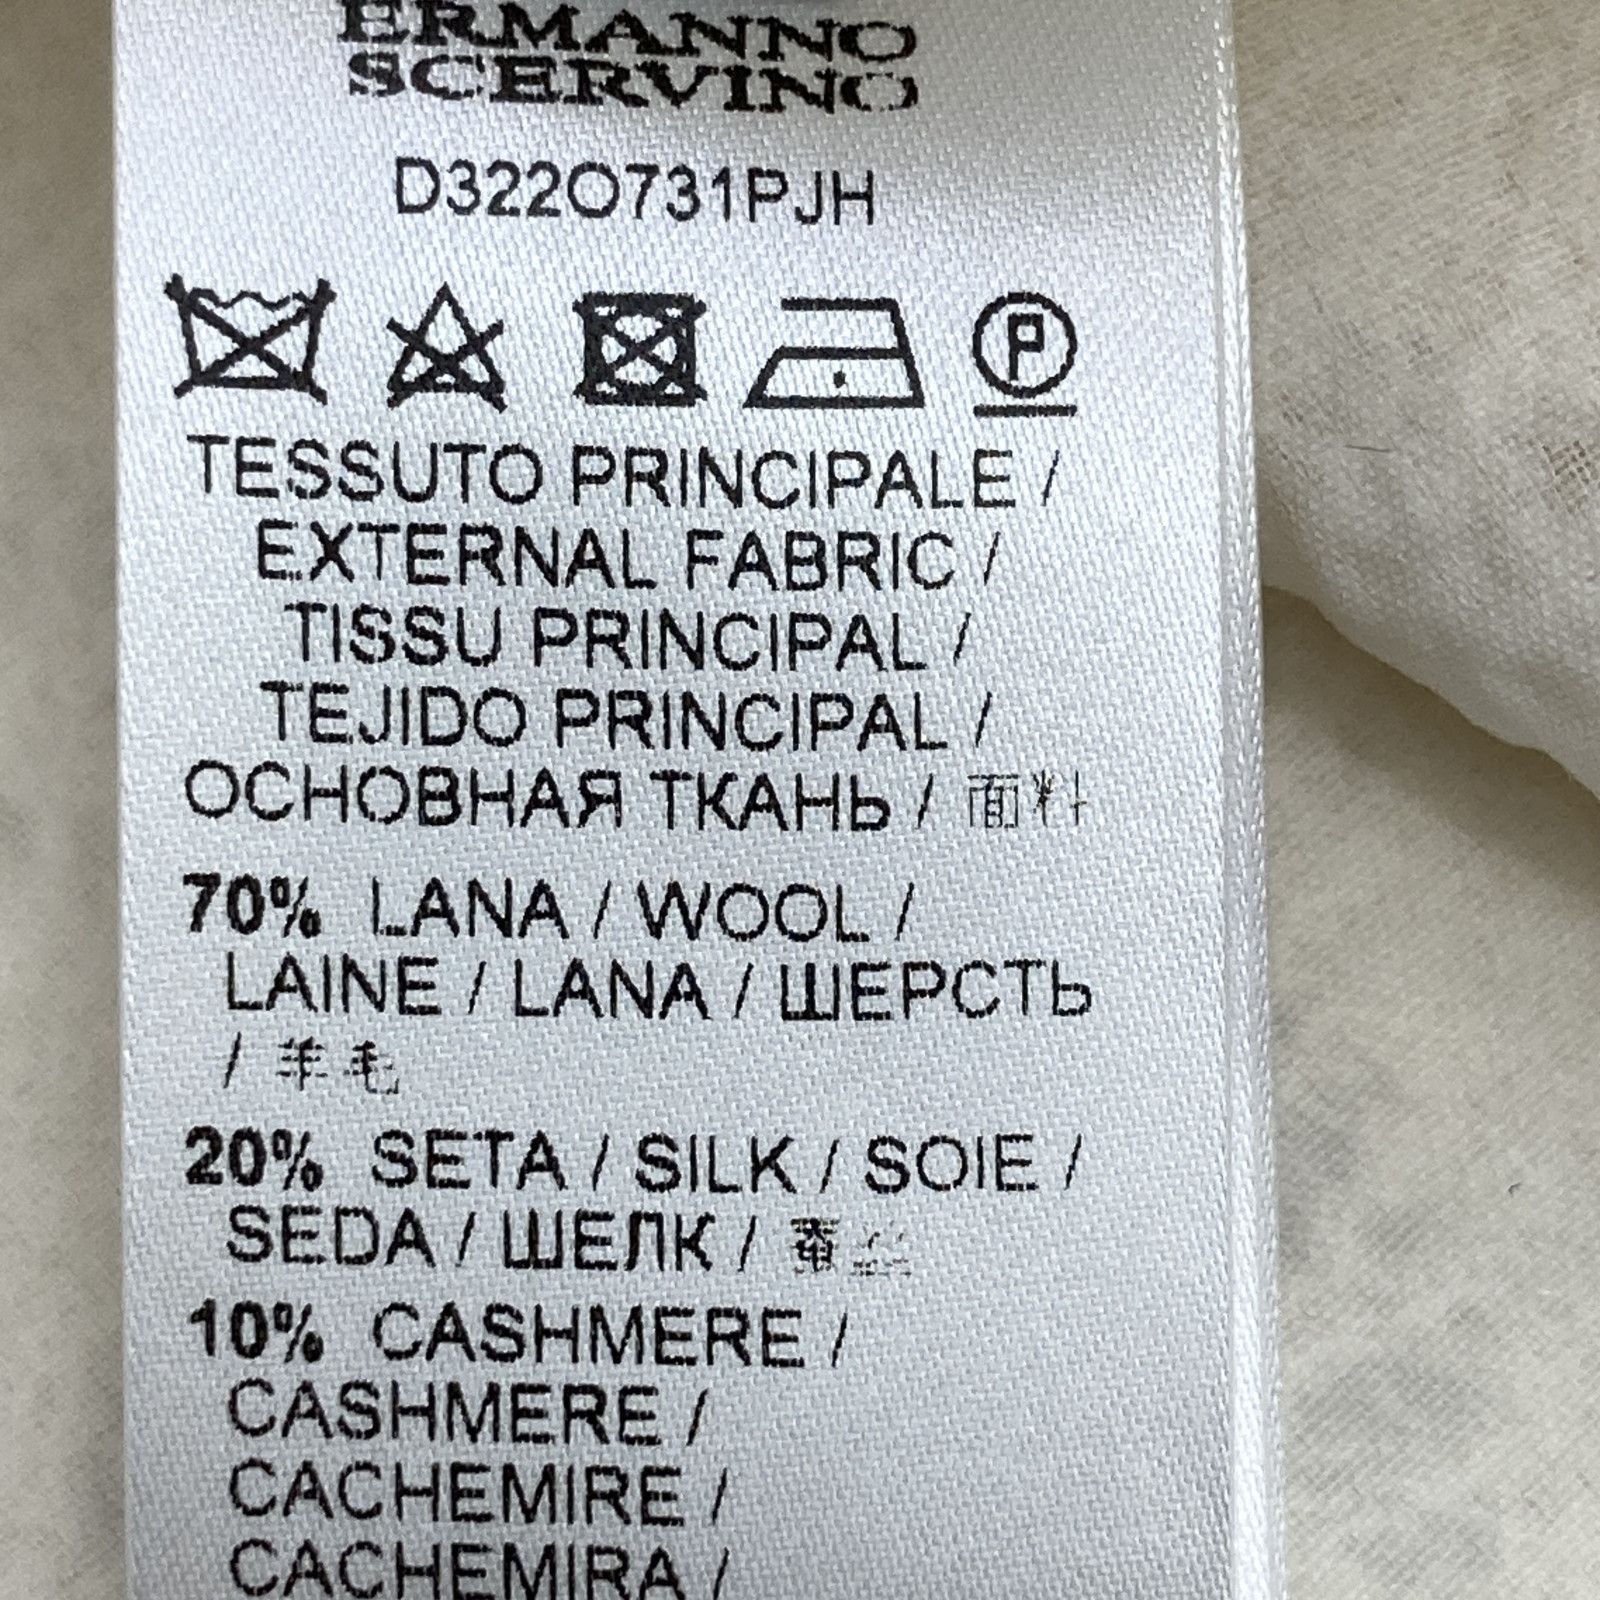 ERMANNO
SCERVINO
D322O731PJH
P
TESSUTO PRINCIPALE /
EXTERNAL FABRIC /
TISSU PRINCIPAL /
TEJIDO PRINCIPAL /
ОСНОВНАЯ ТКАНЬ / 面料
70% LANA / WOOL /
LAINE / LANA / ШЕРСТЬ
/ 羊毛
20% SETA / SILK / SOIE /
SEDA / ШЕЛК /
10% CASHMERE /
CASHMERE /
CACHEMIRE /
CACHEMIRA /